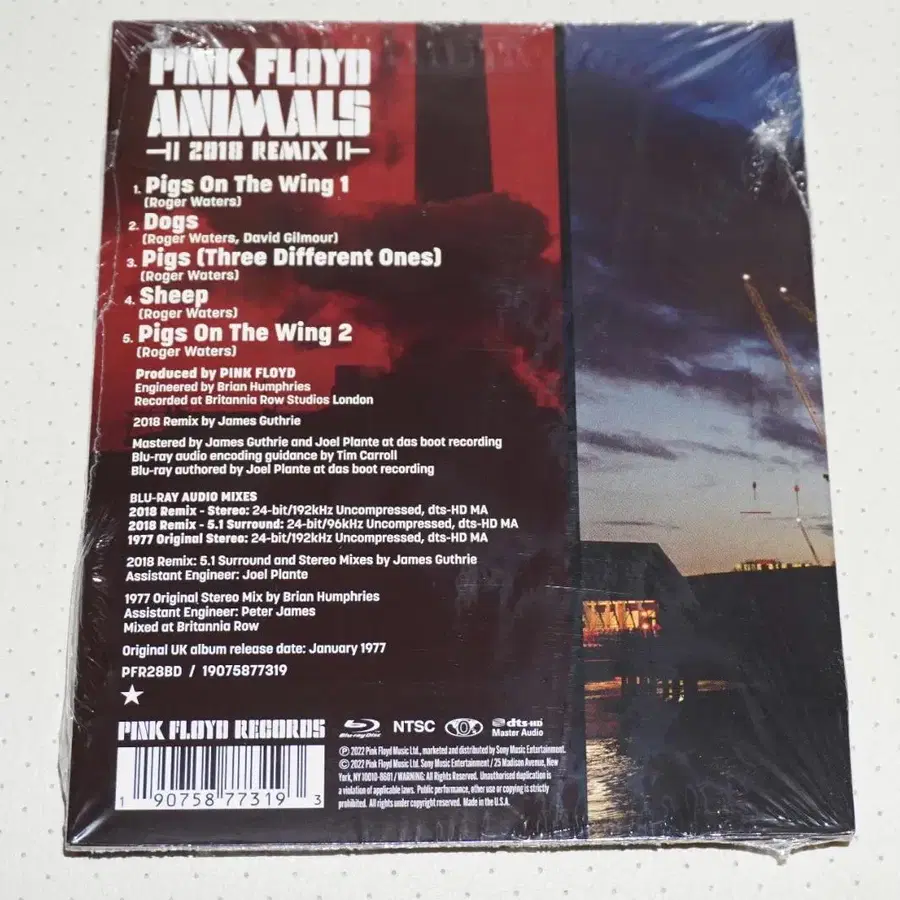 PINK FLOYD
ANIMALS
2018 REMIX
1. Pigs On The Wing 1
(Roger Waters)
2. Dogs
(Roger Waters, David Gilmour)
3. Pigs (Three Different Ones)
(Roger Waters)
4. Sheep
(Roger Waters)
5. Pigs On The Wing 2
(Roger Waters)
Produced by PINK FLOYD
Engineered by Brian Humphries
Recorded at Britannia Row Studios London
2018 Remix by James Guthrie
Mastered by James Guthrie and Joel Plante at das boot recording
Blu-ray audio encoding guidance by Tim Carroll
Blu-ray authored by Joel Plante at das boot recording
BLU-RAY AUDIO MIXES
2018 Remix - Stereo: 24-bit/192kHz Uncompressed, dts-HD MA
2018 Remix - 5.1 Surround: 24-bit/96kHz Uncompressed, dts-HD MA
1977 Original Stereo: 24-bit/192kHz Uncompressed, dts-HD MA
2018 Remix: 5.1 Surround and Stereo Mixes by James Guthrie
Assistant Engineer: Joel Plante
1977 Original Stereo Mix by Brian Humphries
Assistant Engineer: Peter James
Mixed at Britannia Row
Original UK album release date: January 1977
PFR28BD / 19075877319
PINK FLOYD RECORDS
Blu-ray Disc NTSC 0 dts-HD
Master Audio
℗ 2022 Pink Floyd Music Ltd., marketed and distributed by Sony Music Entertainment.
© 2022 Pink Floyd Music Ltd. / Sony Music Entertainment / 25 Madison Avenue, New
York, NY 10010-8601 / WARNING: All Rights Reserved. Unauthorised duplication is
a violation of applicable laws. Public performance, other use or copying is strictly
prohibited. All rights under copyright reserved. Made in the U.S.A.
1 90758 77319 3